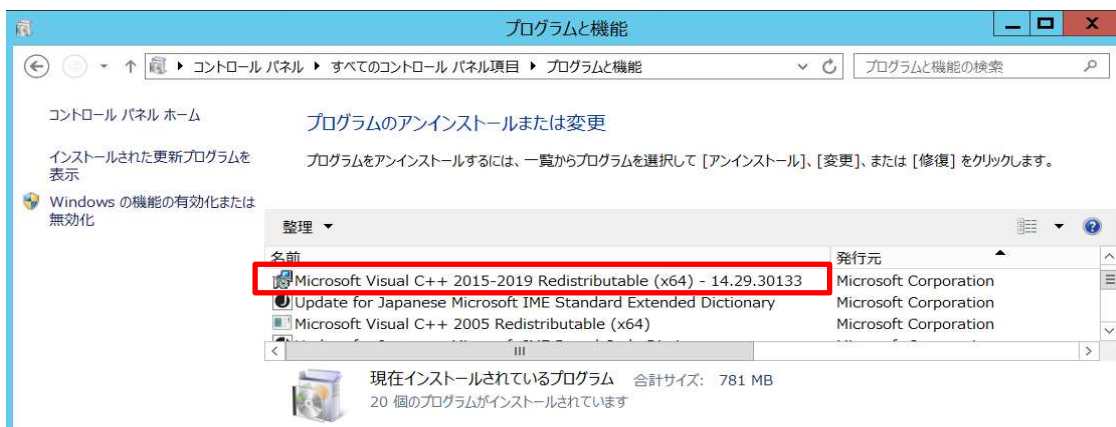 プログラムと機能
コントロール パネル ▸ すべてのコントロール パネル項目 ▸ プログラムと機能
プログラムと機能の検索
コントロール パネル ホーム
インストールされた更新プログラムを
表示
Windows の機能の有効化または
無効化
プログラムのアンインストールまたは変更
プログラムをアンインストールするには、一覧からプログラムを選択して [アンインストール]、[変更]、または [修復] をクリックします。
整理
名前 発行元
Microsoft Visual C++ 2015-2019 Redistributable (x64) - 14.29.30133 Microsoft Corporation
Update for Japanese Microsoft IME Standard Extended Dictionary Microsoft Corporation
Microsoft Visual C++ 2005 Redistributable (x64) Microsoft Corporation
現在インストールされているプログラム 合計サイズ: 781 MB
20 個のプログラムがインストールされています